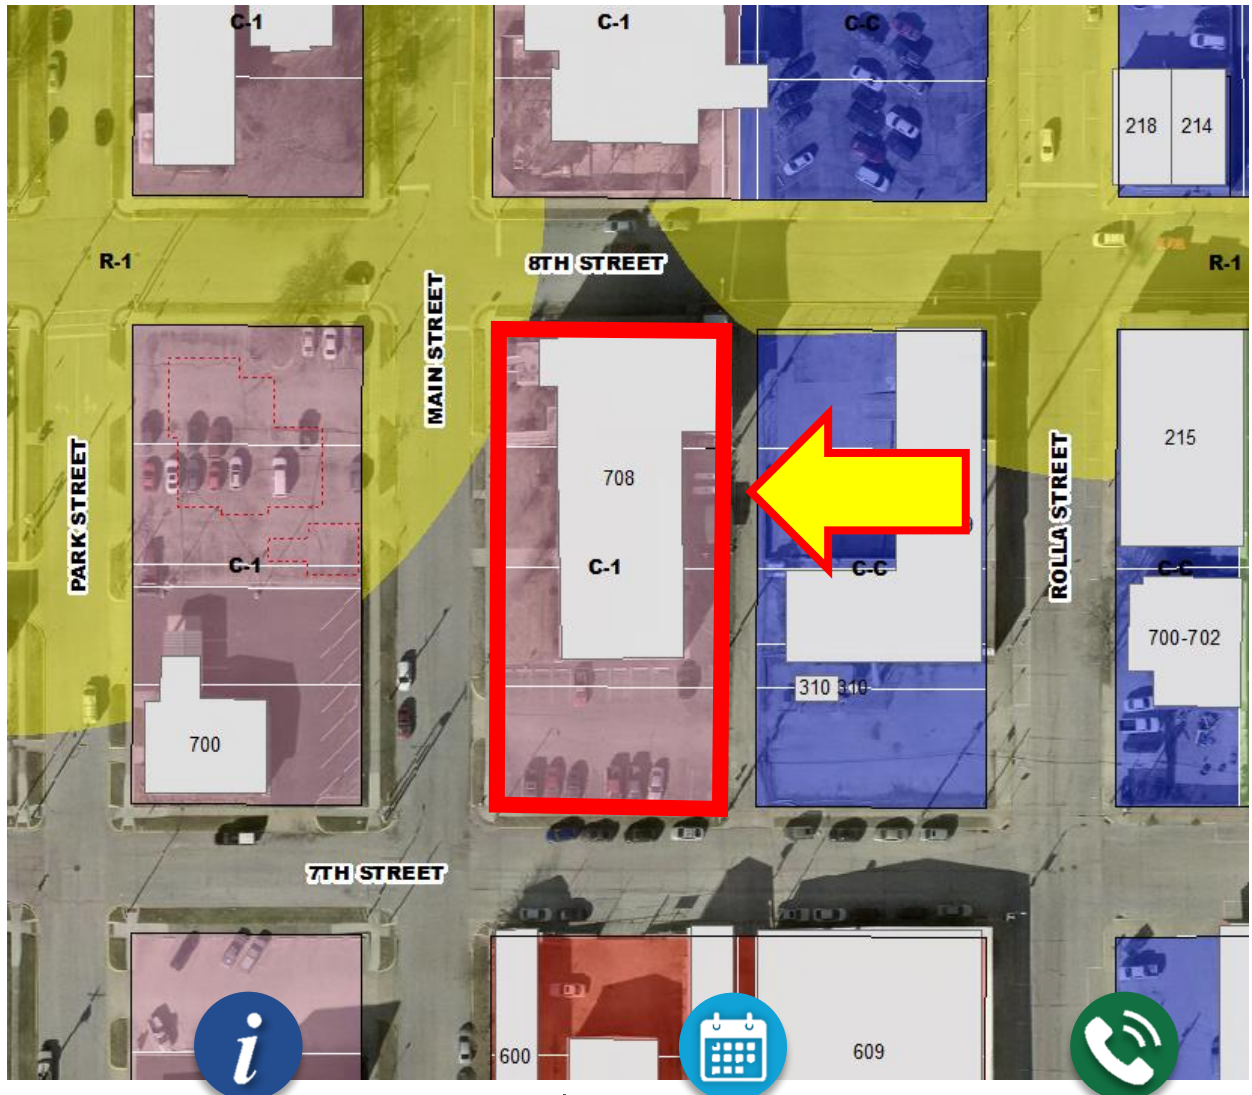 C-1
C-1
C-C
218
214
R-1
8TH STREET
R-1
MAIN STREET
PARK STREET
708
215
ROLLA STREET
9
C-1
C-1
C-C
C-C
700-702
310
310
700
7TH STREET
600
609
i